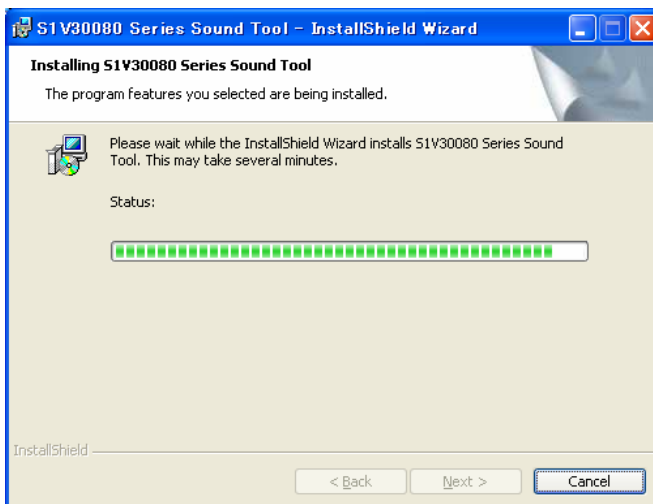 S1V30080 Series Sound Tool - InstallShield Wizard
Installing S1V30080 Series Sound Tool
The program features you selected are being installed.
Please wait while the InstallShield Wizard installs S1V30080 Series Sound
Tool. This may take several minutes.
Status:
InstallShield
< Back
Next >
Cancel